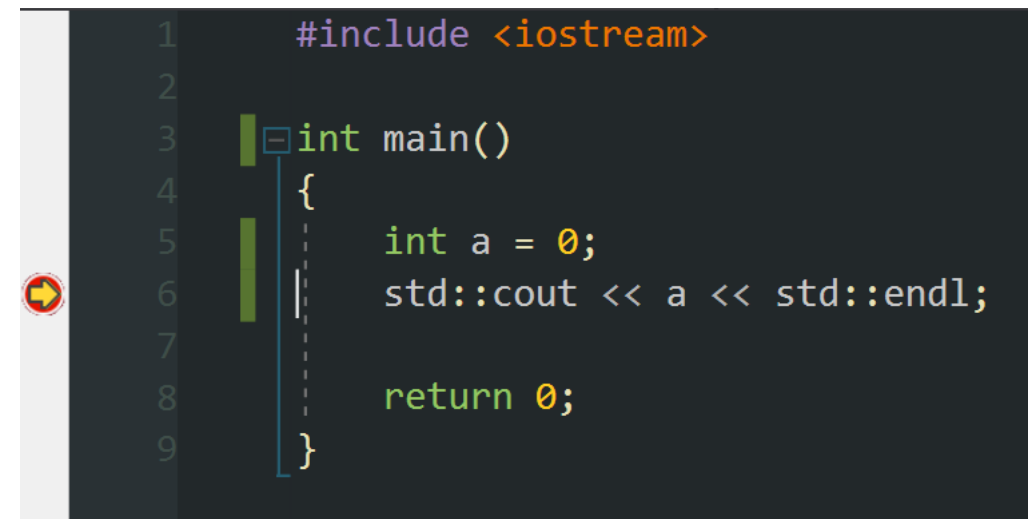 1 #include <iostream>
2
3 int main()
4 {
5 int a = 0;
6 std::cout << a << std::endl;
7
8 return 0;
9 }